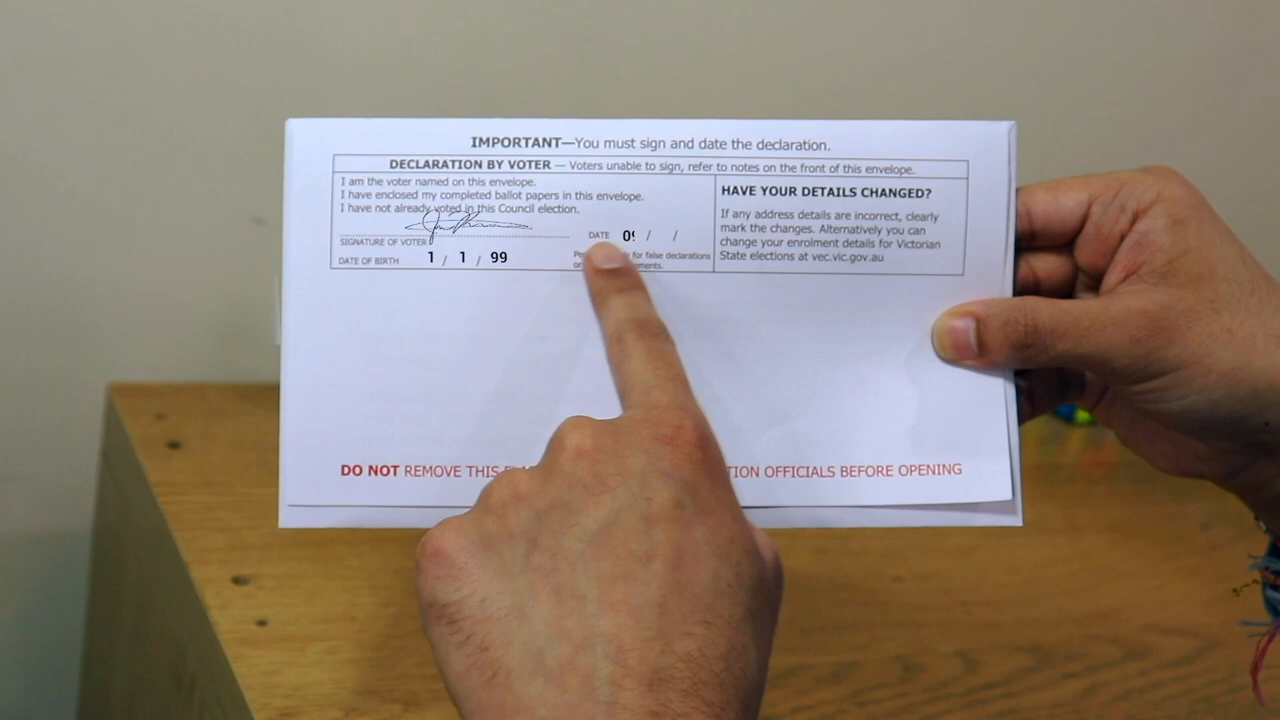 IMPORTANT—You must sign and date the declaration.
DECLARATION BY VOTER — Voters unable to sign, refer to notes on the front of this envelope.
I am the voter named on this envelope.
I have enclosed my completed ballot papers in this envelope.
I have not already voted in this Council election.
SIGNATURE OF VOTER
DATE 09 / /
DATE OF BIRTH 1 / 1 / 99
for false declarations
HAVE YOUR DETAILS CHANGED?
If any address details are incorrect, clearly
mark the changes. Alternatively you can
change your enrolment details for Victorian
State elections at vec.vic.gov.au
DO NOT REMOVE THIS OFFICIALS BEFORE OPENING